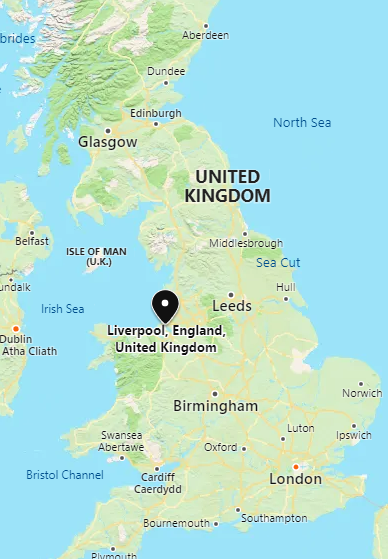 brides
Aberdeen
Dundee
Edinburgh
Glasgow
North Sea
UNITED
KINGDOM
Belfast
ISLE OF MAN
(U.K.)
Middlesbrough
Sea Cut
undalk
Hull
Irish Sea
Leeds
Liverpool, England,
United Kingdom
Dublin
Atha Cliath
Birmingham
Norwich
Swansea
Abertawe
Luton
Ipswich
Oxford
Bristol Channel
Cardiff
Caerdydd
London
Bournemouth
Southampton
Plymouth